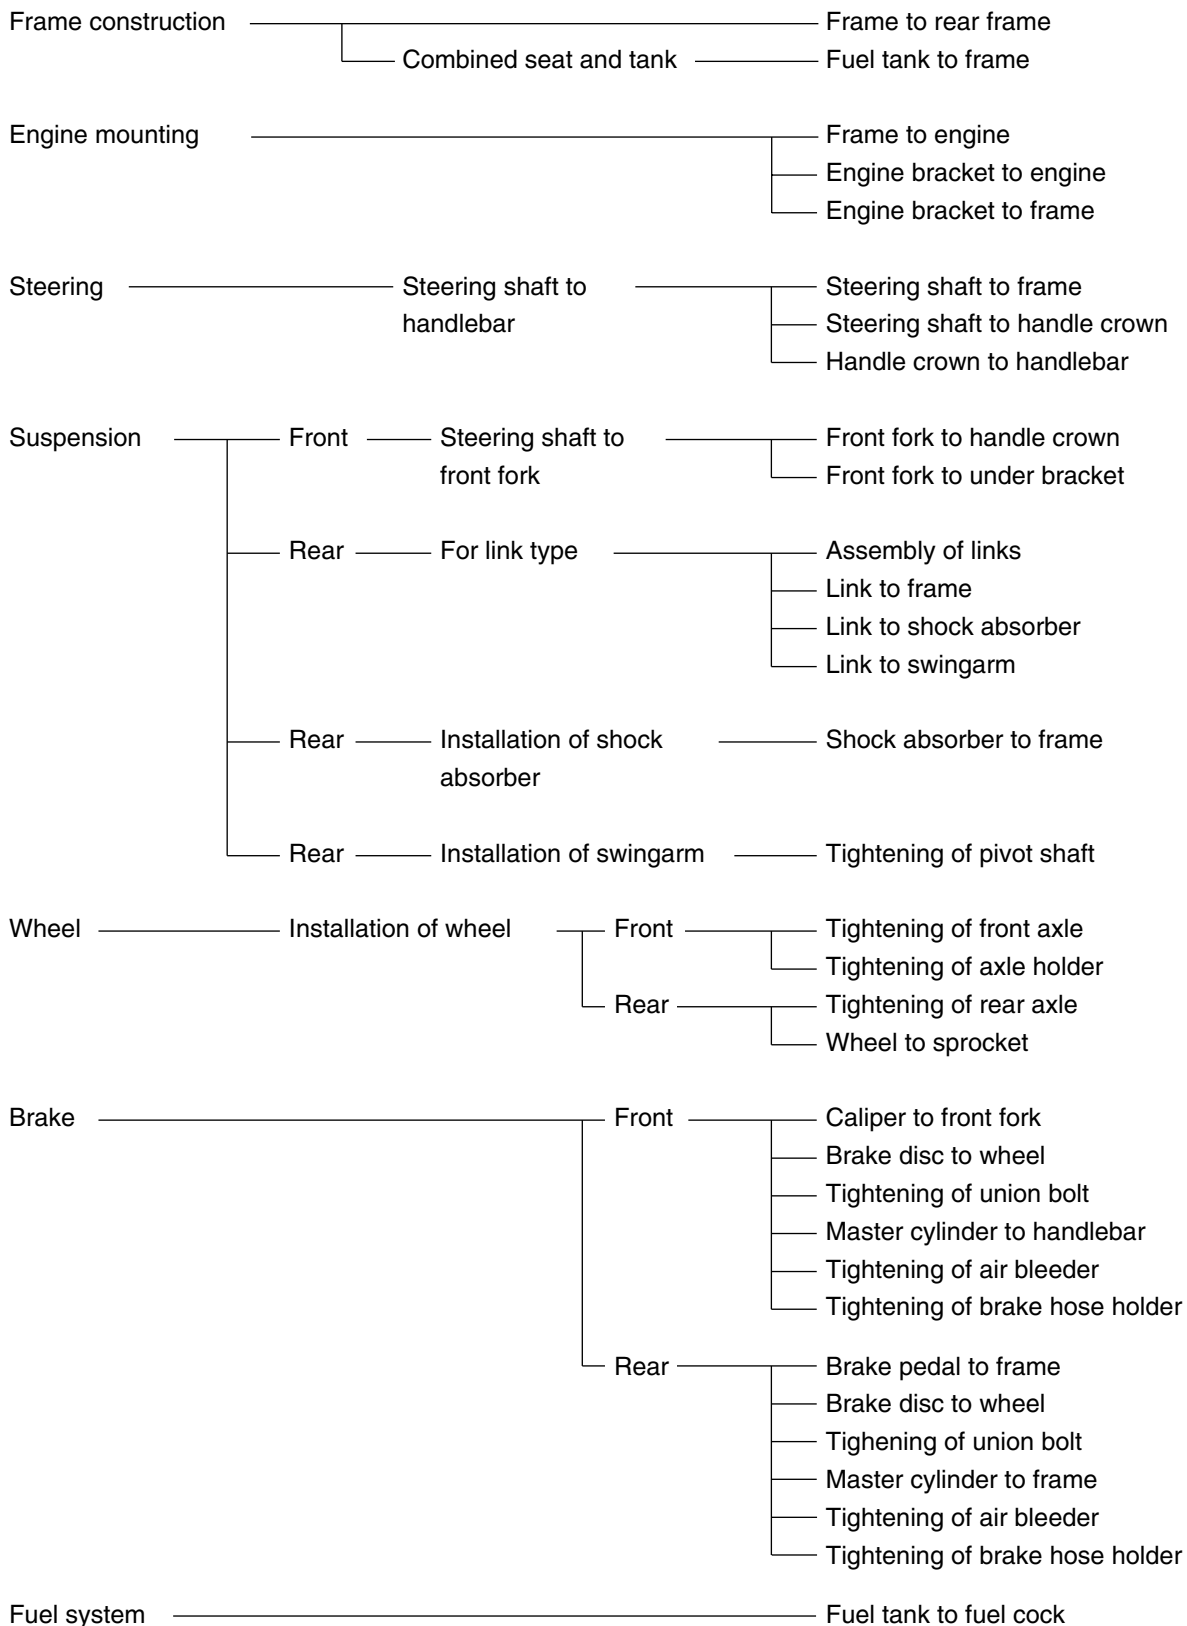 Frame construction Frame to rear frame
Combined seat and tank Fuel tank to frame
Engine mounting Frame to engine
Engine bracket to engine
Engine bracket to frame
Steering Steering shaft to Steering shaft to frame
handlebar Steering shaft to handle crown
Handle crown to handlebar
Suspension Front Steering shaft to Front fork to handle crown
front fork Front fork to under bracket
Rear For link type Assembly of links
Link to frame
Link to shock absorber
Link to swingarm
Rear Installation of shock Shock absorber to frame
absorber
Rear Installation of swingarm Tightening of pivot shaft
Wheel Installation of wheel Front Tightening of front axle
Tightening of axle holder
Rear Tightening of rear axle
Wheel to sprocket
Brake Front Caliper to front fork
Brake disc to wheel
Tightening of union bolt
Master cylinder to handlebar
Tightening of air bleeder
Tightening of brake hose holder
Rear Brake pedal to frame
Brake disc to wheel
Tighening of union bolt
Master cylinder to frame
Tightening of air bleeder
Tightening of brake hose holder
Fuel system Fuel tank to fuel cock